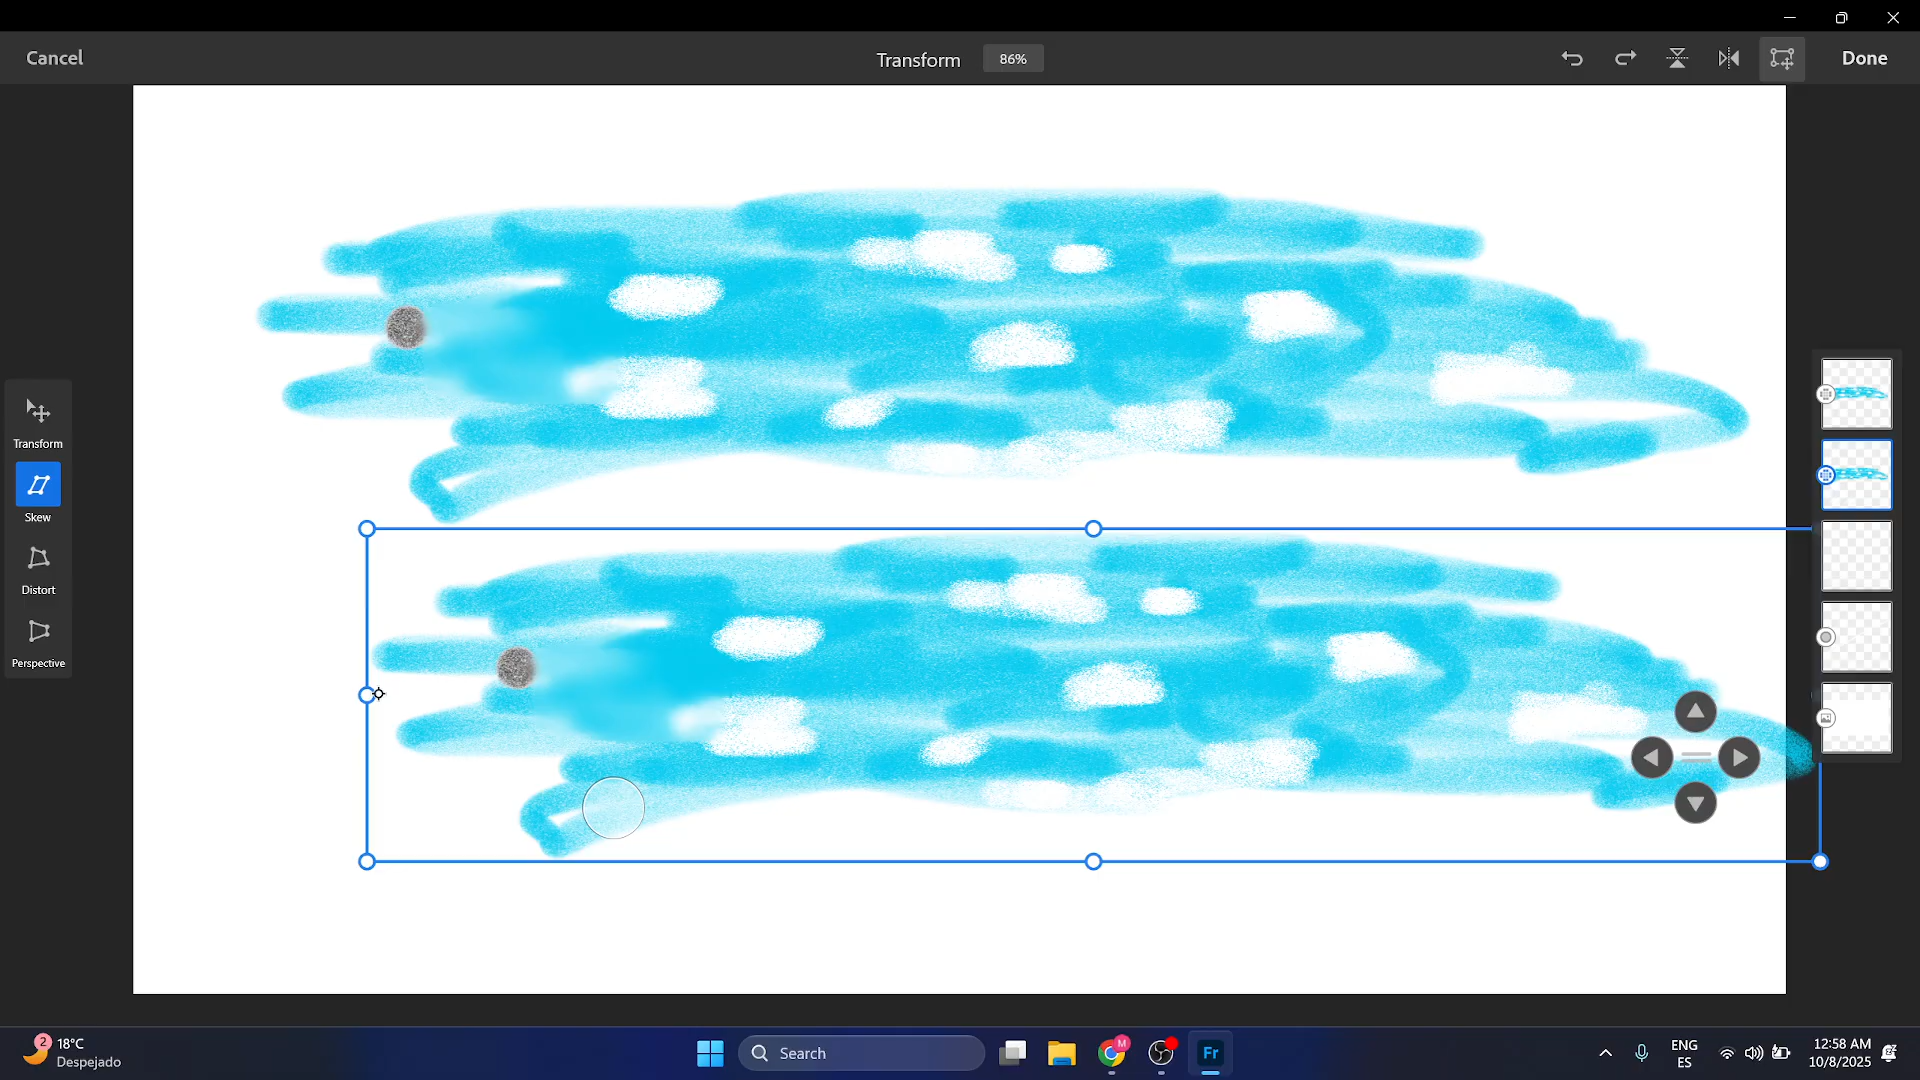 Cancel
Transform
86%
Done
Transform
Skew
Distort
Perspective
2
18°C
Despejado
Search
M
Fr
ENG
ES
12:58 AM
10/8/2025